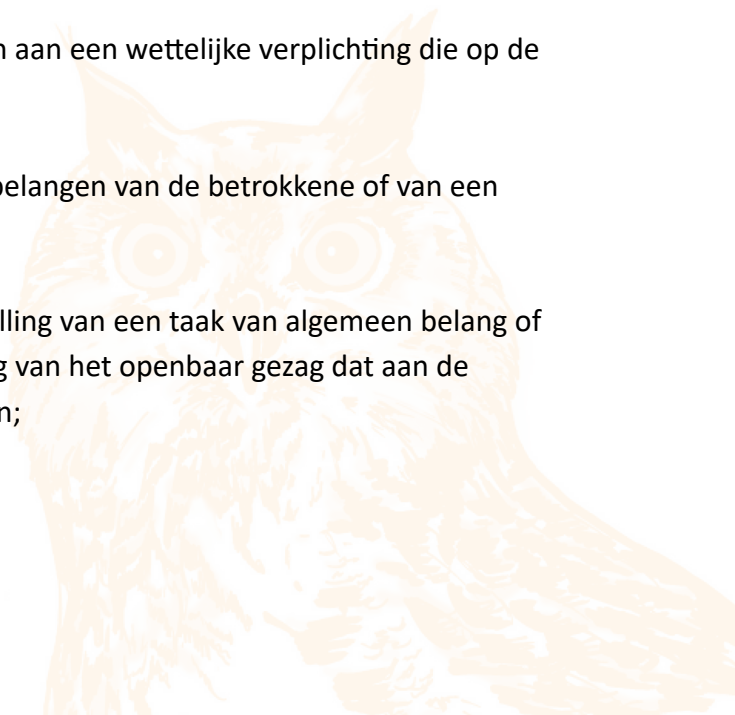 aan een wettelijke verplichting die op de
belangen van de betrokkene of van een
van een taak van algemeen belang of
van het openbaar gezag dat aan de